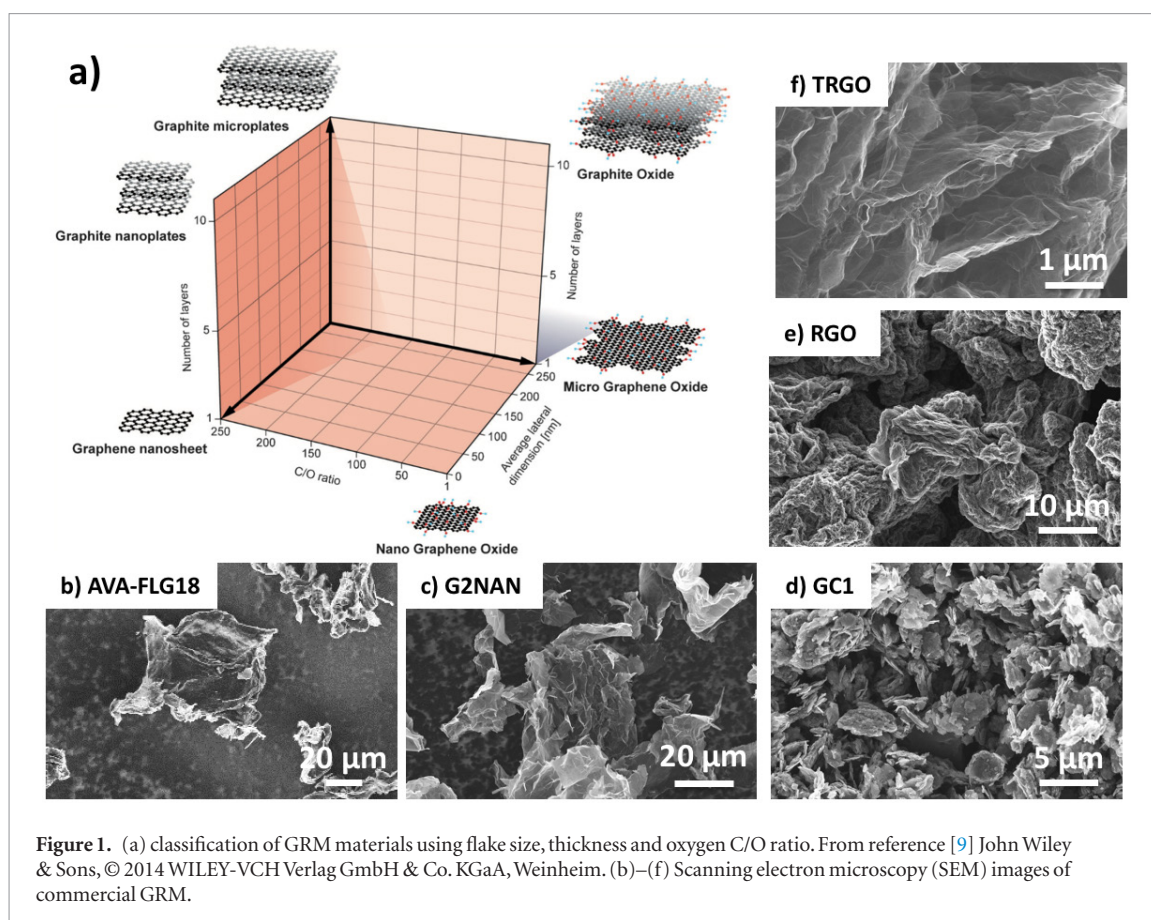 a)
Graphite microplates
Graphite nanoplates
Graphene nanosheet
Graphite Oxide
Micro Graphene Oxide
Nano Graphene Oxide
Number of layers
10
5
1
Number of layers
10
5
1
250
200
150
100
50
1
C/O ratio
250
200
150
100
50
0
Average lateral
dimension [nm]
f) TRGO
1 µm
e) RGO
10 µm
b) AVA-FLG18
20 µm
c) G2NAN
20 µm
d) GC1
5 µm
Figure 1. (a) classification of GRM materials using flake size, thickness and oxygen C/O ratio. From reference [9] John Wiley
& Sons, © 2014 WILEY-VCH Verlag GmbH & Co. KGaA, Weinheim. (b)–(f) Scanning electron microscopy (SEM) images of
commercial GRM.